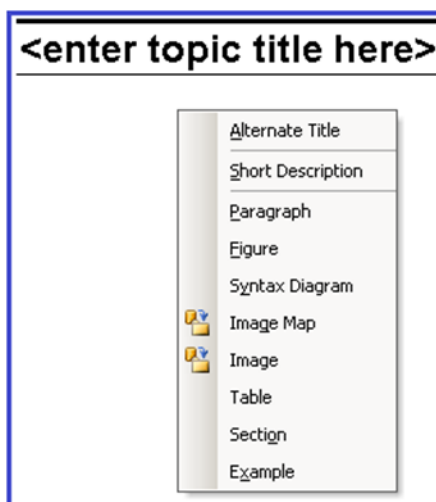 <enter topic title here>
Alternate Title
Short Description
Paragraph
Figure
Syntax Diagram
Image Map
Image
Table
Section
Example